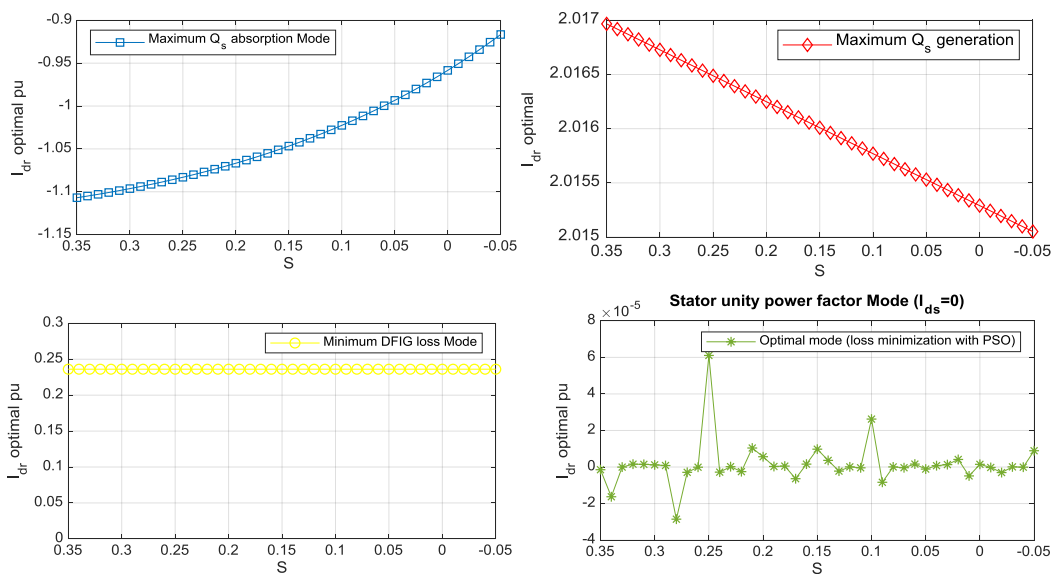 -0.9
-0.95
-1
-1.05
-1.1
-1.15
I_dr optimal pu
Maximum Q_s absorption Mode
0.35 0.3 0.25 0.2 0.15 0.1 0.05 0 -0.05
S
2.017
2.0165
2.016
2.0155
2.015
I_dr optimal
Maximum Q_s generation
0.35 0.3 0.25 0.2 0.15 0.1 0.05 0 -0.05
S
0.3
0.25
0.2
0.15
0.1
0.05
0
I_dr optimal pu
Minimum DFIG loss Mode
0.35 0.3 0.25 0.2 0.15 0.1 0.05 0 -0.05
S
Stator unity power factor Mode (I_ds=0)
×10^-5
8
6
4
2
0
-2
-4
I_dr optimal pu
Optimal mode (loss minimization with PSO)
0.35 0.3 0.25 0.2 0.15 0.1 0.05 0 -0.05
S